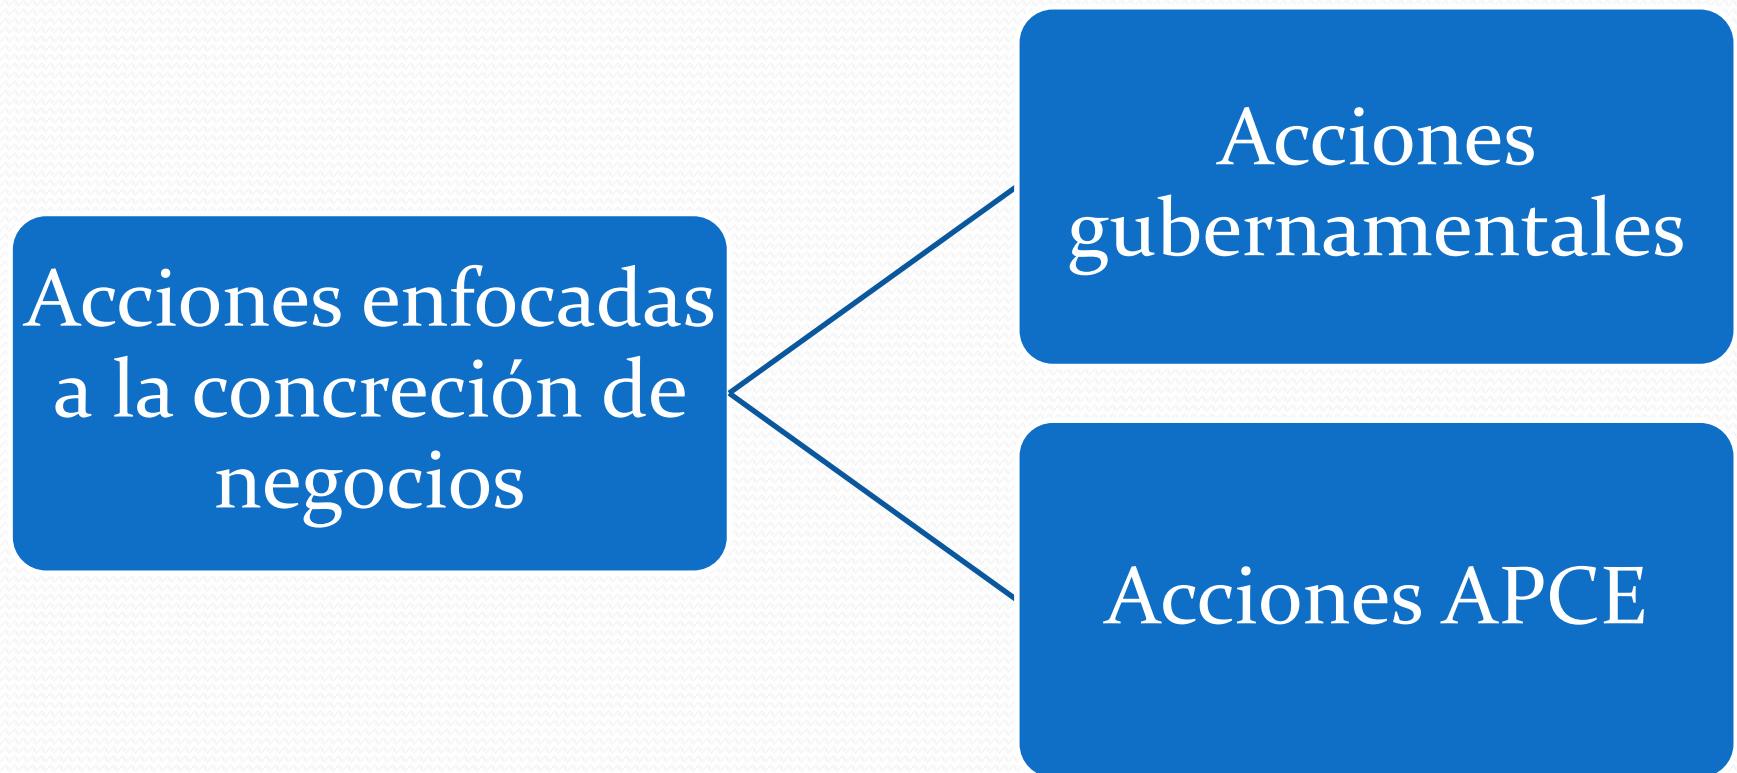 Acciones enfocadas
a la concreción de
negocios
Acciones
gubernamentales
Acciones APCE